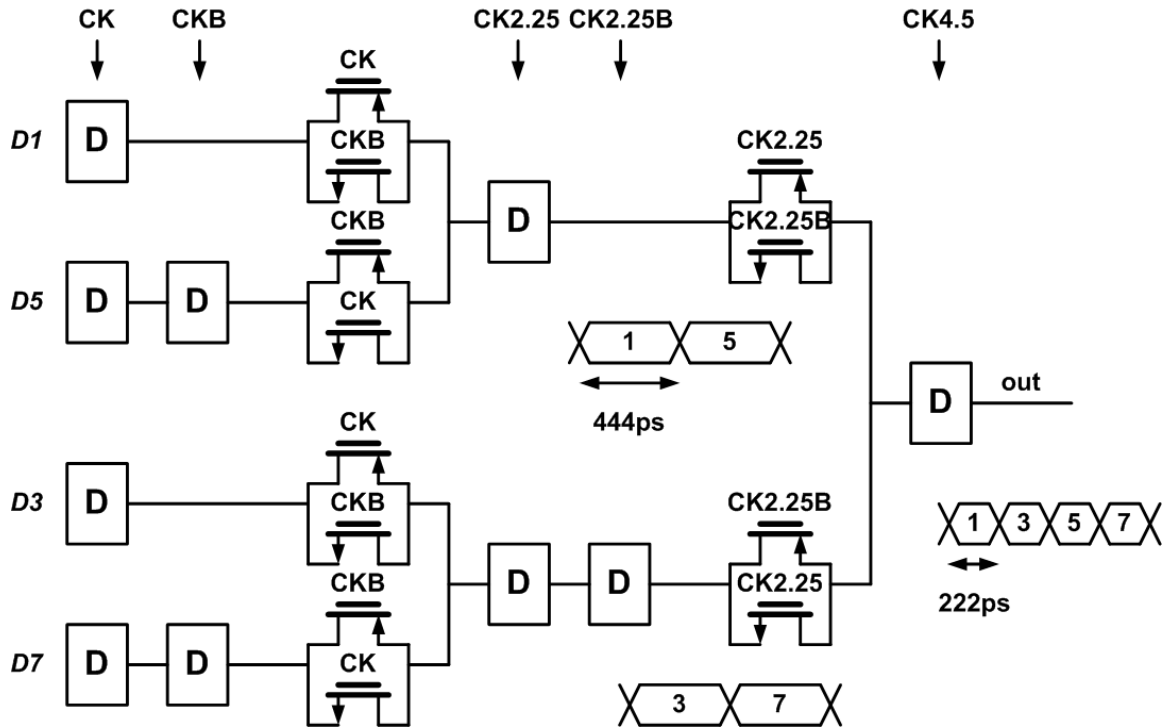 CK CKB CK2.25 CK2.25B CK4.5
CK
D1 D CKB CK2.25
CKB D CK2.25B
D5 D D CK
1 5
444ps
D out
CK
D3 D CKB CK2.25B
1 3 5 7
CKB D D CK2.25
222ps
D7 D D CK
3 7